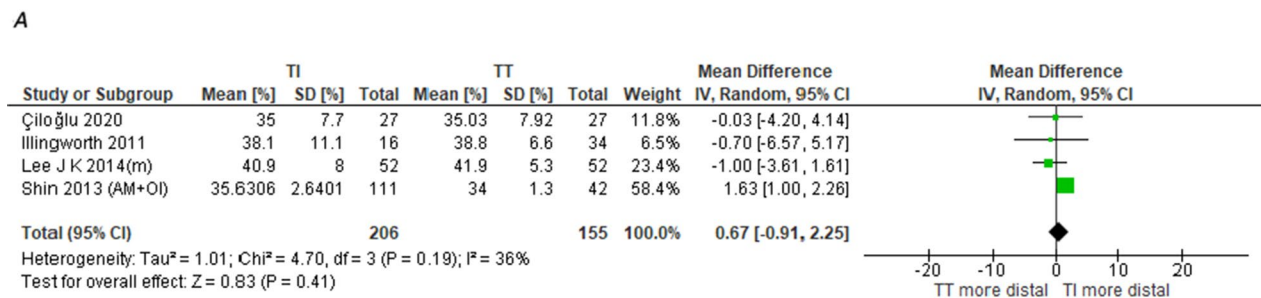 A
TI TT Mean Difference Mean Difference
Study or Subgroup Mean [%] SD [%] Total Mean [%] SD [%] Total Weight IV, Random, 95% CI IV, Random, 95% CI
Çiloğlu 2020 35 7.7 27 35.03 7.92 27 11.8% -0.03 [-4.20, 4.14]
Illingworth 2011 38.1 11.1 16 38.8 6.6 34 6.5% -0.70 [-6.57, 5.17]
Lee J K 2014(m) 40.9 8 52 41.9 5.3 52 23.4% -1.00 [-3.61, 1.61]
Shin 2013 (AM+OI) 35.6306 2.6401 111 34 1.3 42 58.4% 1.63 [1.00, 2.26]
Total (95% CI) 206 155 100.0% 0.67 [-0.91, 2.25]
Heterogeneity: Tau² = 1.01; Chi² = 4.70, df = 3 (P = 0.19); I² = 36%
Test for overall effect: Z = 0.83 (P = 0.41)
-20 -10 0 10 20
TT more distal TI more distal